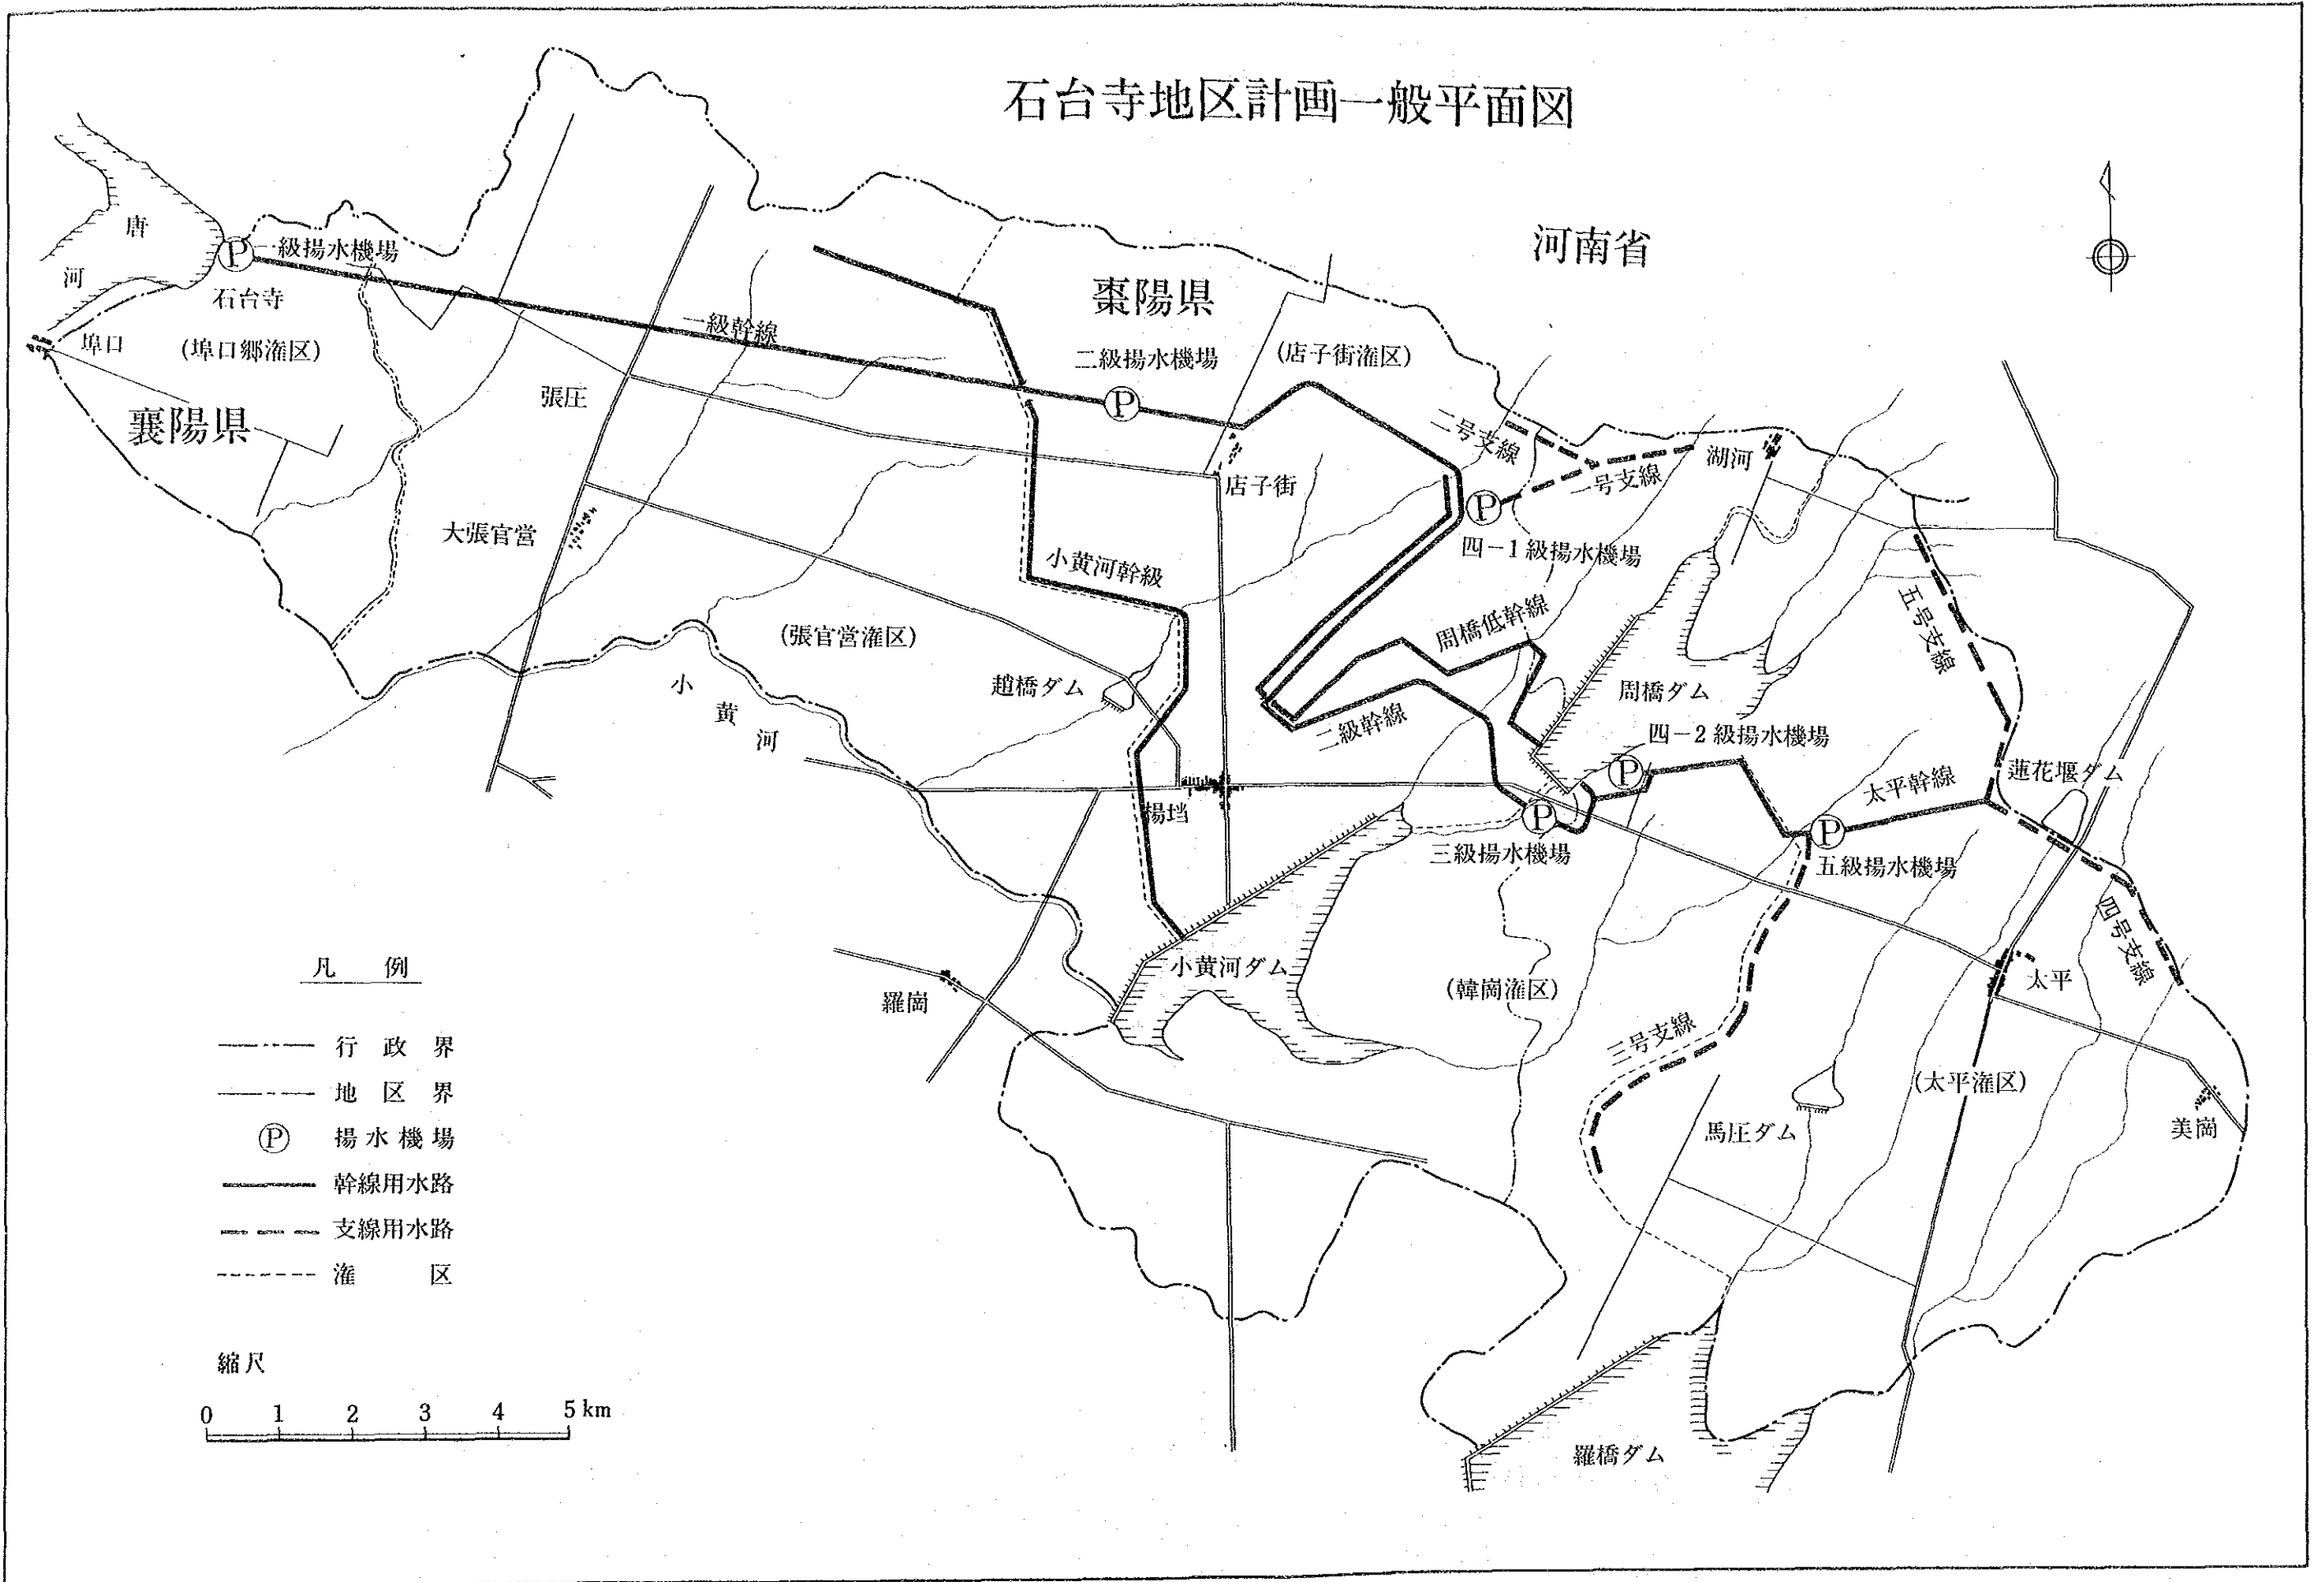 石台寺地区計画一般平面図
河南省
唐
河
一級揚水機場
石台寺
埠口
(埠口郷潅区)
襄陽県
一級幹線
棗陽県
二級揚水機場
(店子街潅区)
張圧
店子街
大張官営
二号支線
一号支線
湖河
四-1級揚水機場
小黄河幹級
(張官営潅区)
周橋低幹線
五号支線
趙橋ダム
周橋ダム
小
黄
河
二級幹線
四-2級揚水機場
太平幹線
蓮花堰ダム
楊垱
三級揚水機場
五級揚水機場
四号支線
小黄河ダム
羅崗
(韓崗潅区)
太平
三号支線
(太平潅区)
馬圧ダム
美崗
羅橋ダム
凡 例
行政界
地区界
Ⓟ 揚水機場
幹線用水路
支線用水路
潅 区
縮尺
0 1 2 3 4 5 km
P
P
P
P
P
P